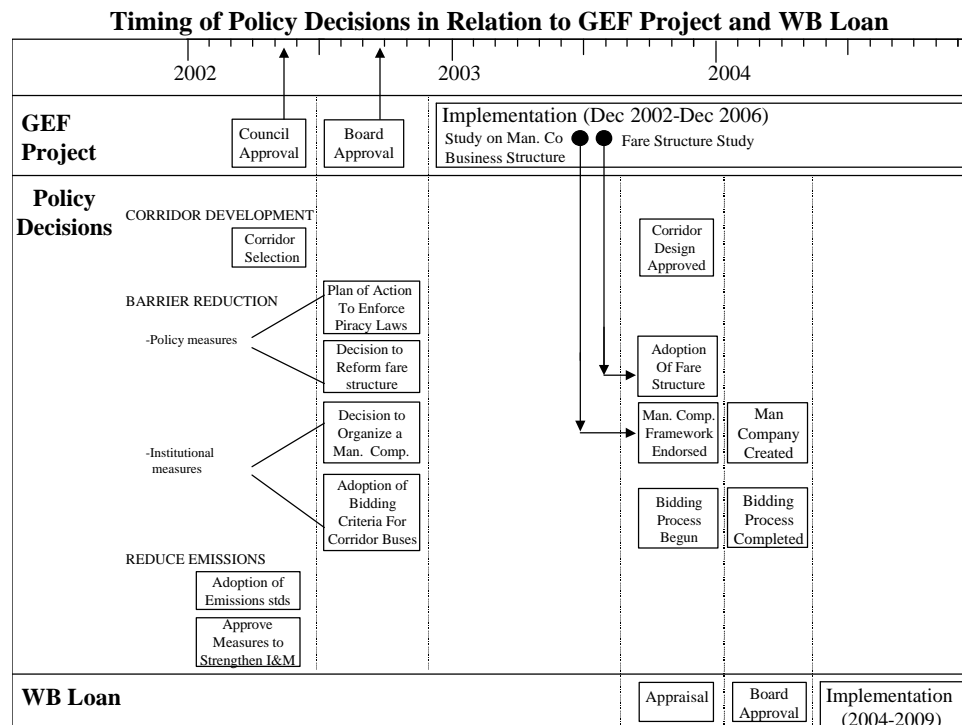 Timing of Policy Decisions in Relation to GEF Project and WB Loan
2002
2003
2004
GEF
Project
Council
Approval
Board
Approval
Implementation (Dec 2002-Dec 2006)
Study on Man. Co
Business Structure
Fare Structure Study
Policy
Decisions
CORRIDOR DEVELOPMENT
Corridor
Selection
Corridor
Design
Approved
BARRIER REDUCTION
-Policy measures
Plan of Action
To Enforce
Piracy Laws
Decision to
Reform fare
structure
Adoption
Of Fare
Structure
-Institutional
measures
Decision to
Organize a
Man. Comp.
Man. Comp.
Framework
Endorsed
Man
Company
Created
Adoption of
Bidding
Criteria For
Corridor Buses
Bidding
Process
Begun
Bidding
Process
Completed
REDUCE EMISSIONS
Adoption of
Emissions stds
Approve
Measures to
Strengthen I&M
WB Loan
Appraisal
Board
Approval
Implementation
(2004-2009)